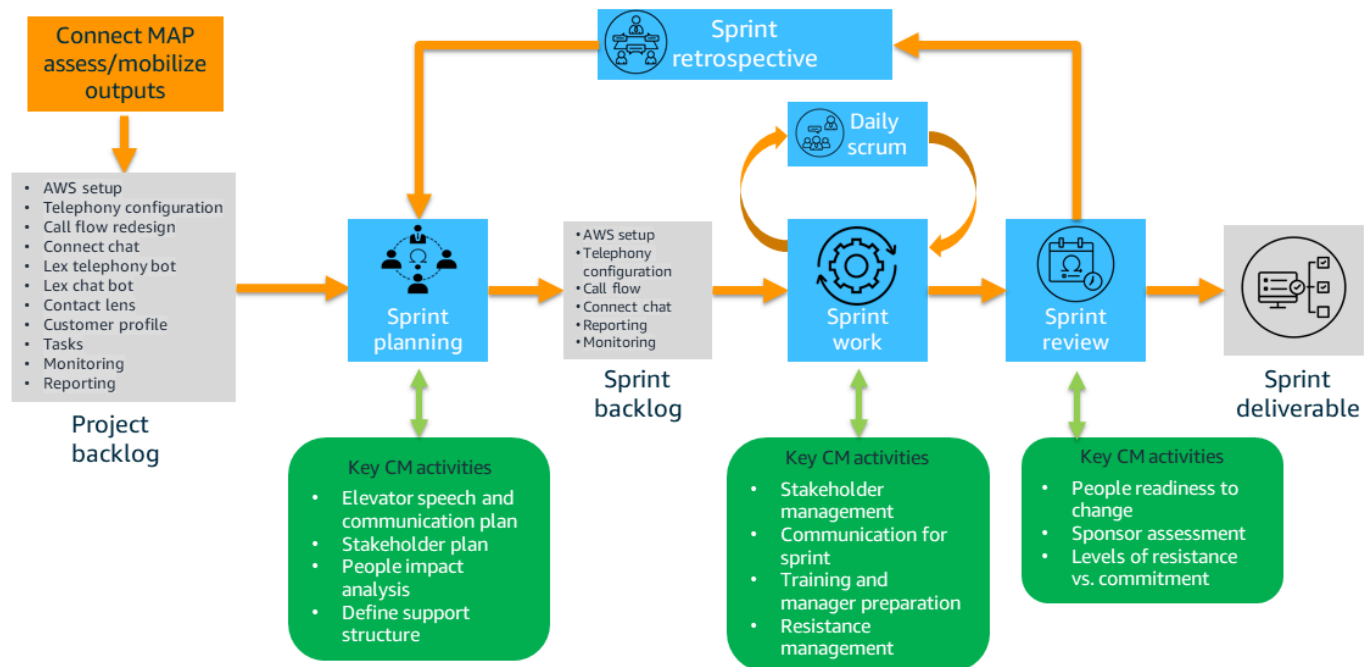 Connect MAP
assess/mobilize
outputs
Sprint
retrospective
Daily
scrum
• AWS setup
• Telephony configuration
• Call flow redesign
• Connect chat
• Lex telephony bot
• Lex chat bot
• Contact lens
• Customer profile
• Tasks
• Monitoring
• Reporting
Project
backlog
Sprint
planning
• AWS setup
• Telephony
configuration
• Call flow
• Connect chat
• Reporting
• Monitoring
Sprint
backlog
Sprint
work
Sprint
review
Sprint
deliverable
Key CM activities
• Elevator speech and
communication plan
• Stakeholder plan
• People impact
analysis
• Define support
structure
Key CM activities
• Stakeholder
management
• Communication for
sprint
• Training and
manager preparation
• Resistance
management
Key CM activities
• People readiness to
change
• Sponsor assessment
• Levels of resistance
vs. commitment